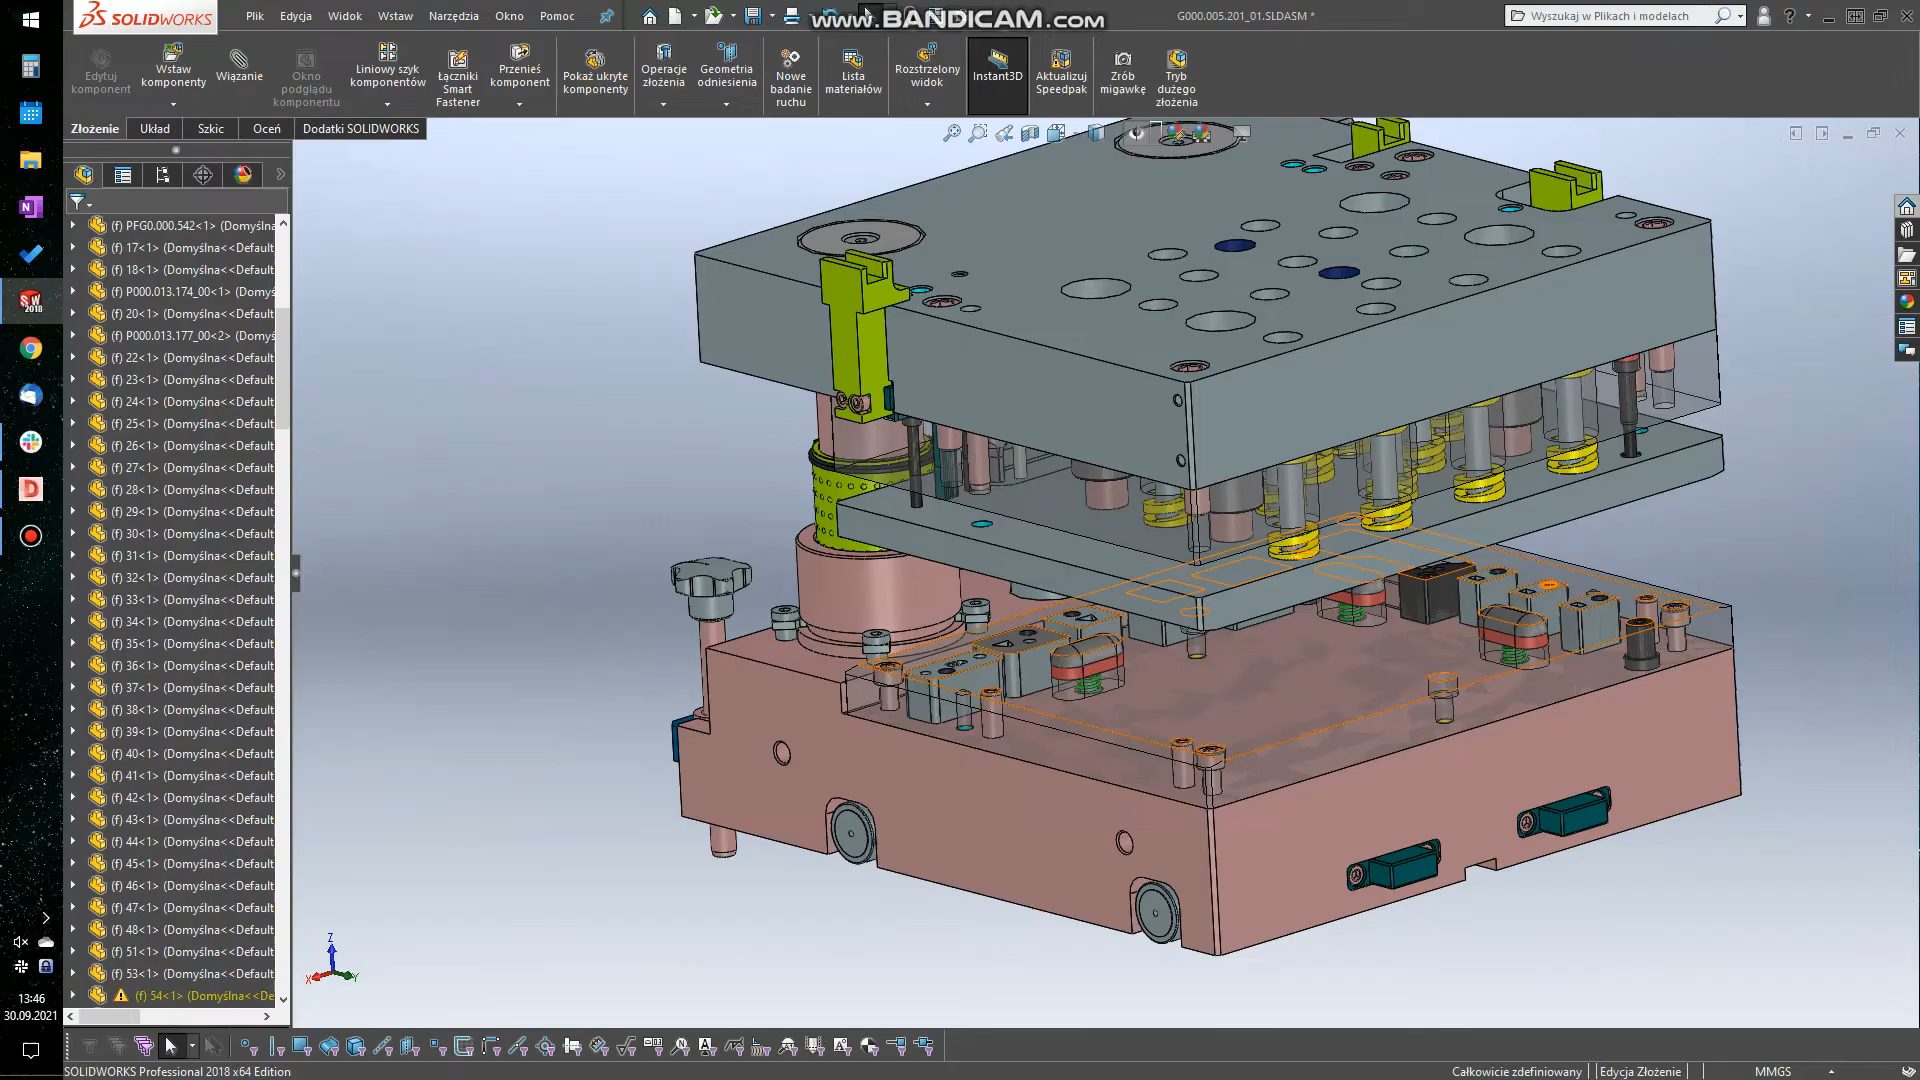 SOLIDWORKS
Plik
Edycja
Widok
Wstaw
Narzędzia
Okno
Pomoc
www.BANDICAM.com
G000.005.201_01.SLDASM *
Wyszukaj w Plikach i modelach
Edytuj komponent
Wstaw komponenty
Wiązanie
Okno podglądu komponentu
Liniowy szyk komponentów
Łączniki Smart Fastener
Przenieś komponent
Pokaż ukryte komponenty
Operacje złożenia
Geometria odniesienia
Nowe badanie ruchu
Lista materiałów
Rozstrzelony widok
Instant3D
Aktualizuj Speedpak
Zrób migawkę
Tryb dużego złożenia
Złożenie
Układ
Szkic
Oceń
Dodatki SOLIDWORKS
(f) PFG0.000.542<1> (Domyślna
(f) 17<1> (Domyślna<<Default
(f) 18<1> (Domyślna<<Default
(f) P000.013.174_00<1> (Domyś
(f) 20<1> (Domyślna<<Default
(f) P000.013.177_00<2> (Domyś
(f) 22<1> (Domyślna<<Default
(f) 23<1> (Domyślna<<Default
(f) 24<1> (Domyślna<<Default
(f) 25<1> (Domyślna<<Default
(f) 26<1> (Domyślna<<Default
(f) 27<1> (Domyślna<<Default
(f) 28<1> (Domyślna<<Default
(f) 29<1> (Domyślna<<Default
(f) 30<1> (Domyślna<<Default
(f) 31<1> (Domyślna<<Default
(f) 32<1> (Domyślna<<Default
(f) 33<1> (Domyślna<<Default
(f) 34<1> (Domyślna<<Default
(f) 35<1> (Domyślna<<Default
(f) 36<1> (Domyślna<<Default
(f) 37<1> (Domyślna<<Default
(f) 38<1> (Domyślna<<Default
(f) 39<1> (Domyślna<<Default
(f) 40<1> (Domyślna<<Default
(f) 41<1> (Domyślna<<Default
(f) 42<1> (Domyślna<<Default
(f) 43<1> (Domyślna<<Default
(f) 44<1> (Domyślna<<Default
(f) 45<1> (Domyślna<<Default
(f) 46<1> (Domyślna<<Default
(f) 47<1> (Domyślna<<Default
(f) 48<1> (Domyślna<<Default
(f) 51<1> (Domyślna<<Default
(f) 53<1> (Domyślna<<Default
(f) 54<1> (Domyślna<<De
Z
X
Y
13:46
30.09.2021
SOLIDWORKS Professional 2018 x64 Edition
Całkowicie zdefiniowany
Edycja Złożenie
MMGS